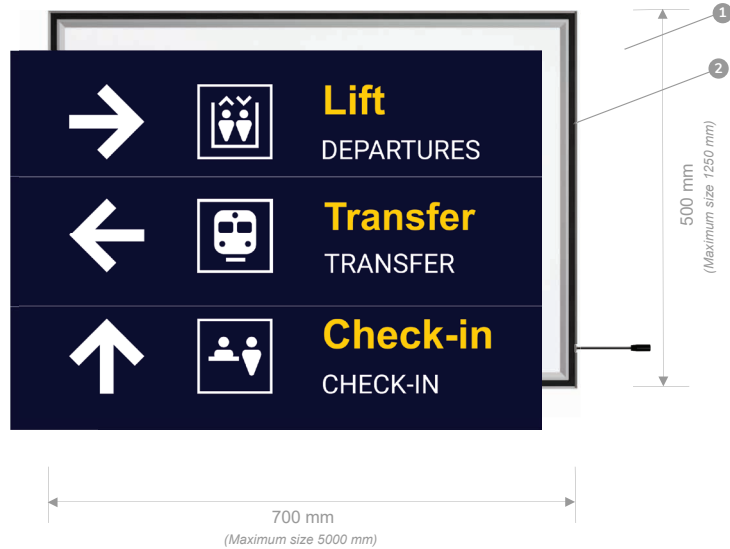 1
2
Lift
DEPARTURES
Transfer
TRANSFER
Check-in
CHECK-IN
500 mm
(Maximum size 1250 mm)
700 mm
(Maximum size 5000 mm)